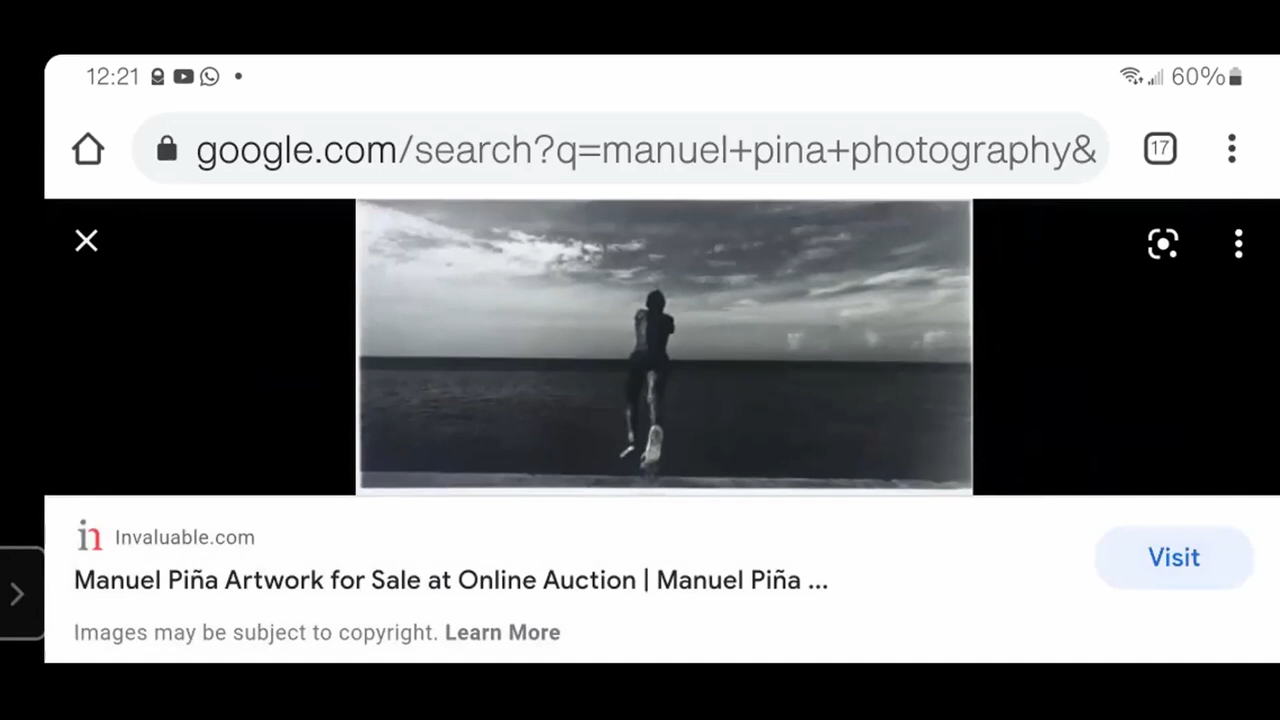 12:21 60%
google.com/search?q=manuel+pina+photography& 17
in Invaluable.com
Manuel Piña Artwork for Sale at Online Auction | Manuel Piña ...
Visit
Images may be subject to copyright. Learn More